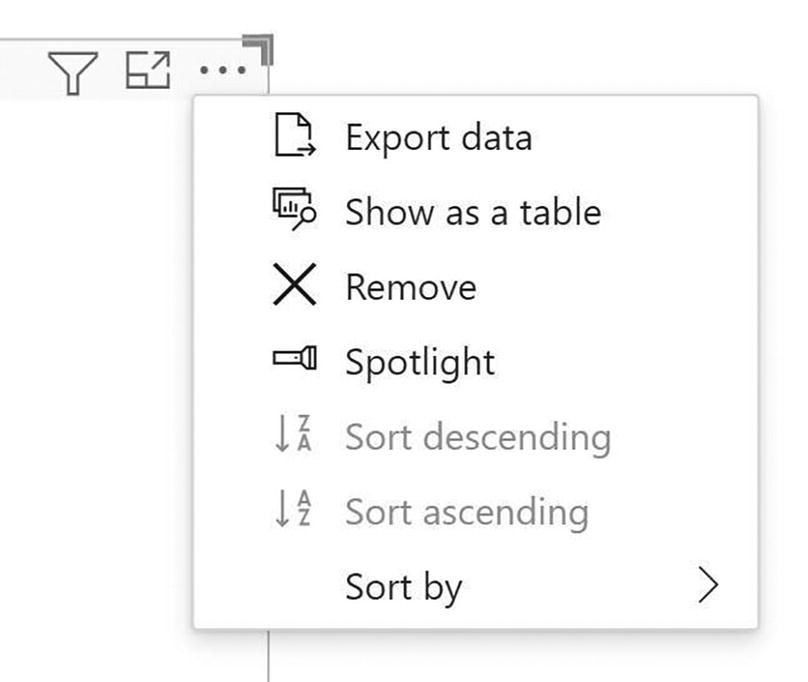 Export data
Show as a table
Remove
Spotlight
Z
A
Sort descending
A
Z
Sort ascending
Sort by